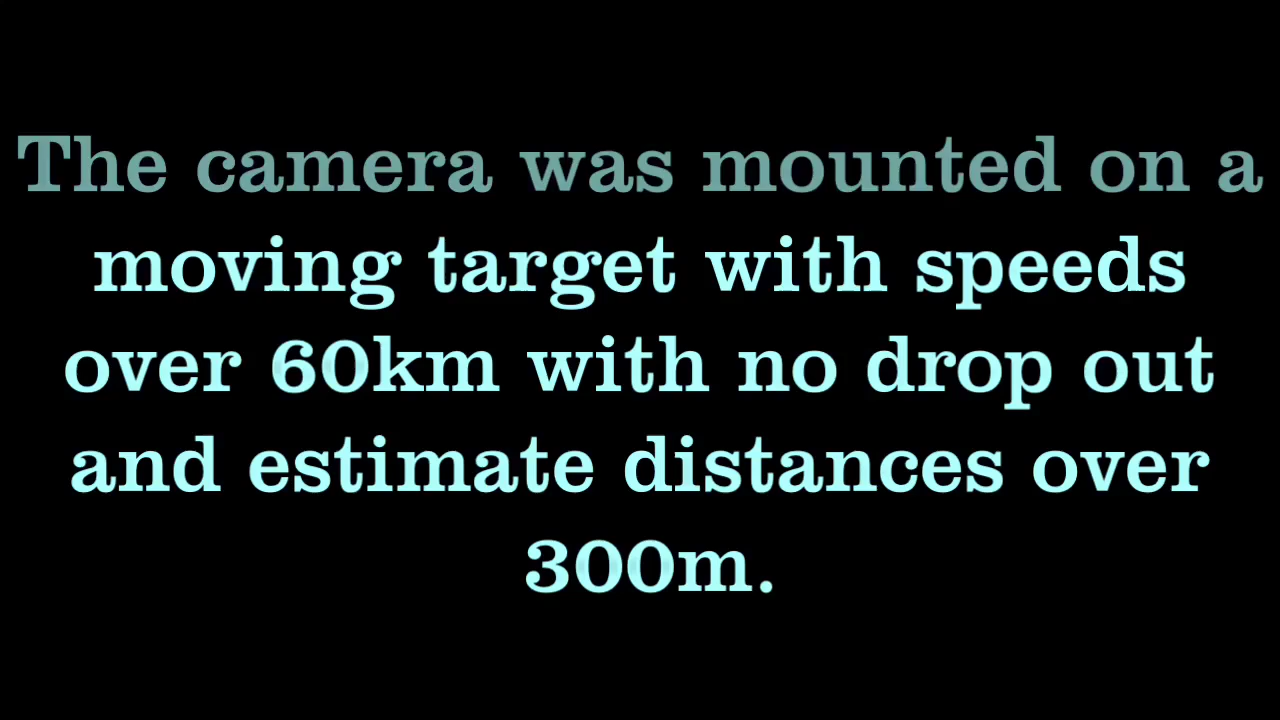 The camera was mounted on a
moving target with speeds
over 60km with no drop out
and estimate distances over
300m.